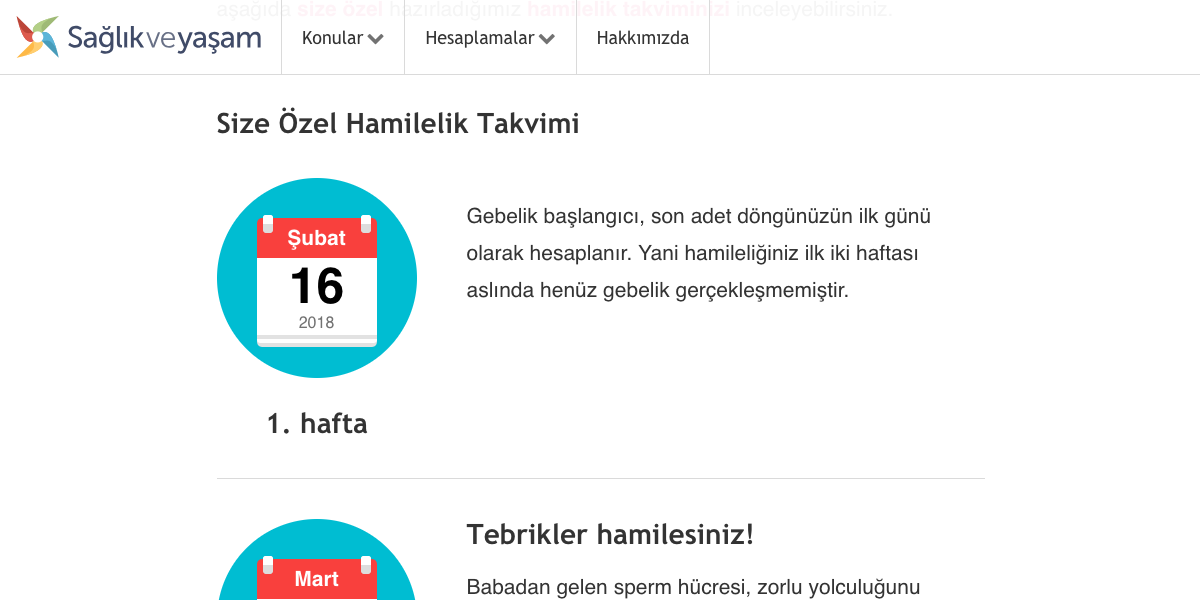 aşağıda size özel hazırladığımız hamilelik takviminizi inceleyebilirsiniz.
Sağlıkveyaşam
Konular
Hesaplamalar
Hakkımızda
Size Özel Hamilelik Takvimi
Şubat
16
2018
1. hafta
Gebelik başlangıcı, son adet döngünüzün ilk günü
olarak hesaplanır. Yani hamileliğiniz ilk iki haftası
aslında henüz gebelik gerçekleşmemiştir.
Mart
Tebrikler hamilesiniz!
Babadan gelen sperm hücresi, zorlu yolculuğunu